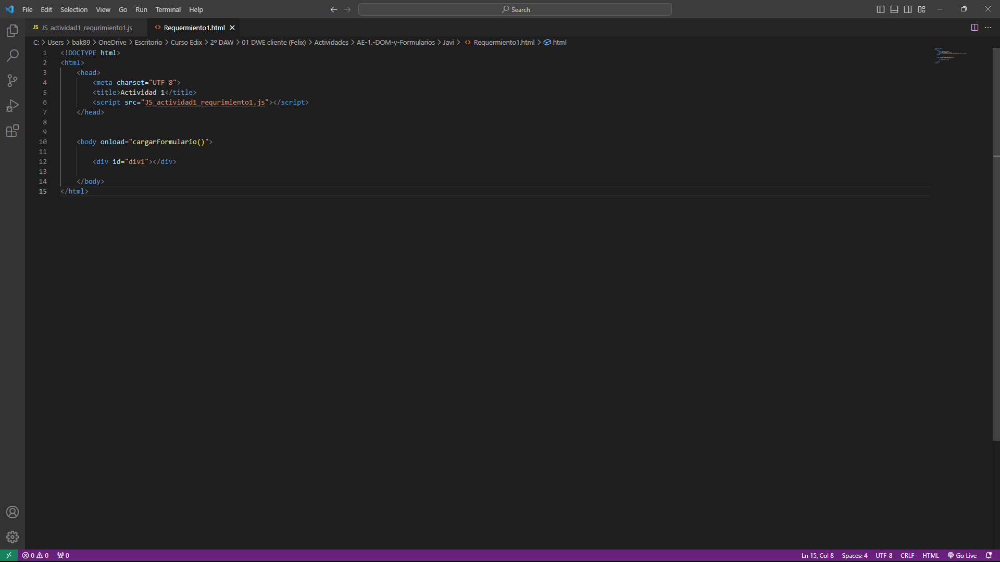 File Edit Selection View Go Run Terminal Help Search
JS JS_actividad1_requrimiento1.js <> Requermiento1.html
C: > Users > bak89 > OneDrive > Escritorio > Curso Edix > 2º DAW > 01 DWE cliente (Felix) > Actividades > AE-1.-DOM-y-Formularios > Javi > <> Requermiento1.html > html
1 <!DOCTYPE html>
2 <html>
3 <head>
4 <meta charset="UTF-8">
5 <title>Actividad 1</title>
6 <script src="JS_actividad1_requrimiento1.js"></script>
7 </head>
8
9
10 <body onload="cargarFormulario()">
11
12 <div id="div1"></div>
13
14 </body>
15 </html>
0 0 0 Ln 15, Col 8 Spaces: 4 UTF-8 CRLF HTML Go Live